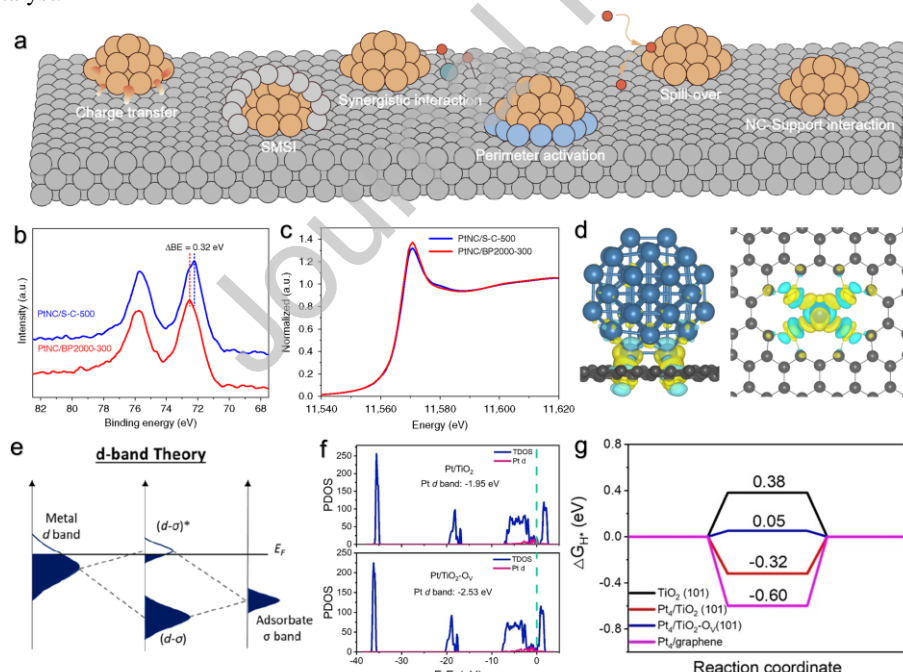 a
Charge transfer
SMSI
Synergistic interaction
Perimeter activation
Spill-over
NC-Support interaction
b
ΔBE = 0.32 eV
PtNC/S-C-500
PtNC/BP2000-300
Intensity (a.u.)
82 80 78 76 74 72 70 68
Binding energy (eV)
c
PtNC/S-C-500
PtNC/BP2000-300
Normalized (a.u.)
1.4
1.2
1.0
0.8
0.6
0.4
0.2
0.0
11,540 11,560 11,580 11,600 11,620
Energy (eV)
d
e
d-band Theory
Metal
d band
(d-σ)*
E_F
(d-σ)
Adsorbate
σ band
f
TDOS
Pt d
Pt/TiO₂
Pt d band: -1.95 eV
PDOS
250
200
150
100
50
0
TDOS
Pt d
Pt/TiO₂-Oᵥ
Pt d band: -2.53 eV
PDOS
250
200
150
100
50
0
-40 -30 -20 -10 0
g
ΔG_H* (eV)
0.8
0.4
0.0
-0.4
-0.8
0.38
0.05
-0.32
-0.60
TiO₂ (101)
Pt₄/TiO₂ (101)
Pt₄/TiO₂-Oᵥ(101)
Pt₄/graphene
Reaction coordinate